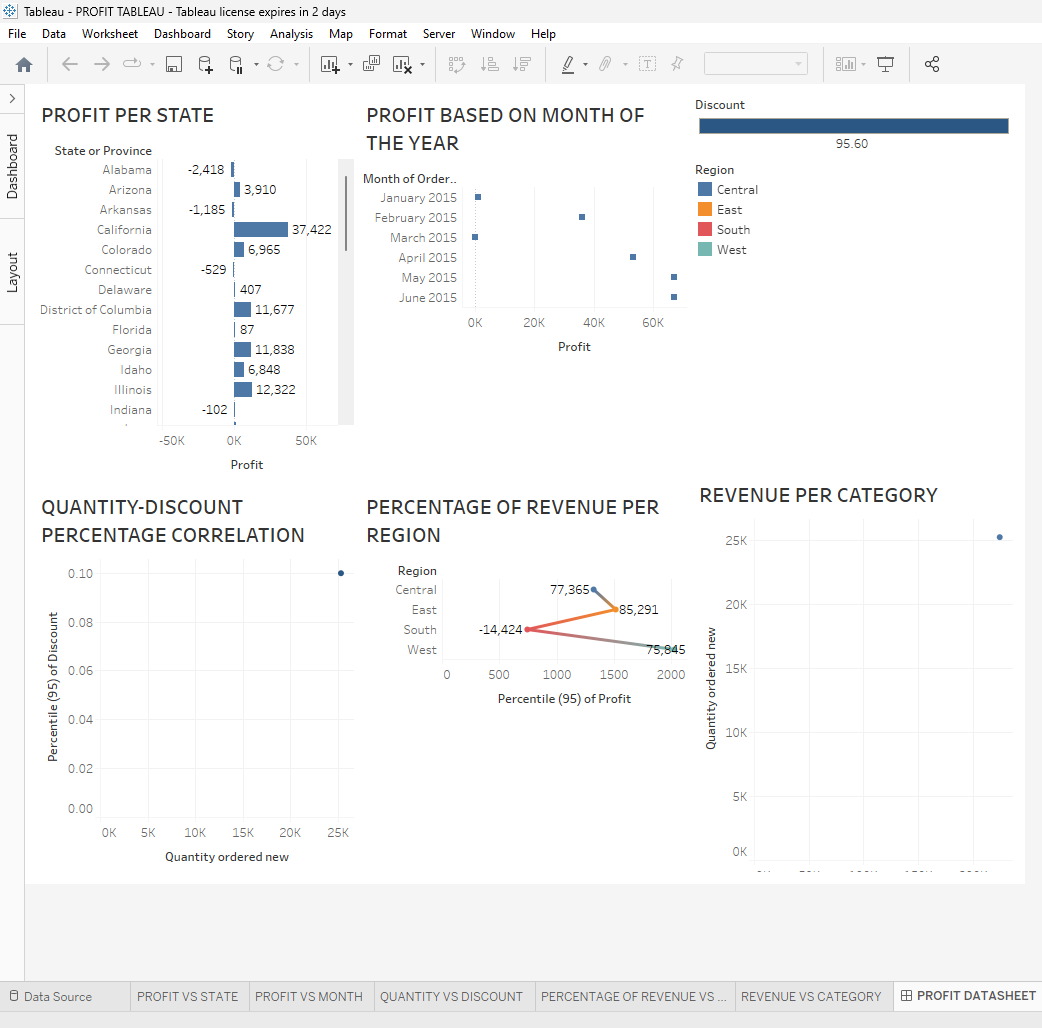 Tableau - PROFIT TABLEAU - Tableau license expires in 2 days
File Data Worksheet Dashboard Story Analysis Map Format Server Window Help
Dashboard
Layout
PROFIT PER STATE
State or Province
Alabama -2,418
Arizona 3,910
Arkansas -1,185
California 37,422
Colorado 6,965
Connecticut -529
Delaware 407
District of Columbia 11,677
Florida 87
Georgia 11,838
Idaho 6,848
Illinois 12,322
Indiana -102
-50K 0K 50K
Profit
PROFIT BASED ON MONTH OF
THE YEAR
Month of Order..
January 2015
February 2015
March 2015
April 2015
May 2015
June 2015
0K 20K 40K 60K
Profit
Discount
95.60
Region
Central
East
South
West
QUANTITY-DISCOUNT
PERCENTAGE CORRELATION
Percentile (95) of Discount
0.10
0.08
0.06
0.04
0.02
0.00
0K 5K 10K 15K 20K 25K
Quantity ordered new
PERCENTAGE OF REVENUE PER
REGION
Region
Central 77,365
East 85,291
South -14,424
West 75,845
0 500 1000 1500 2000
Percentile (95) of Profit
REVENUE PER CATEGORY
Quantity ordered new
25K
20K
15K
10K
5K
0K
Data Source PROFIT VS STATE PROFIT VS MONTH QUANTITY VS DISCOUNT PERCENTAGE OF REVENUE VS ... REVENUE VS CATEGORY PROFIT DATASHEET